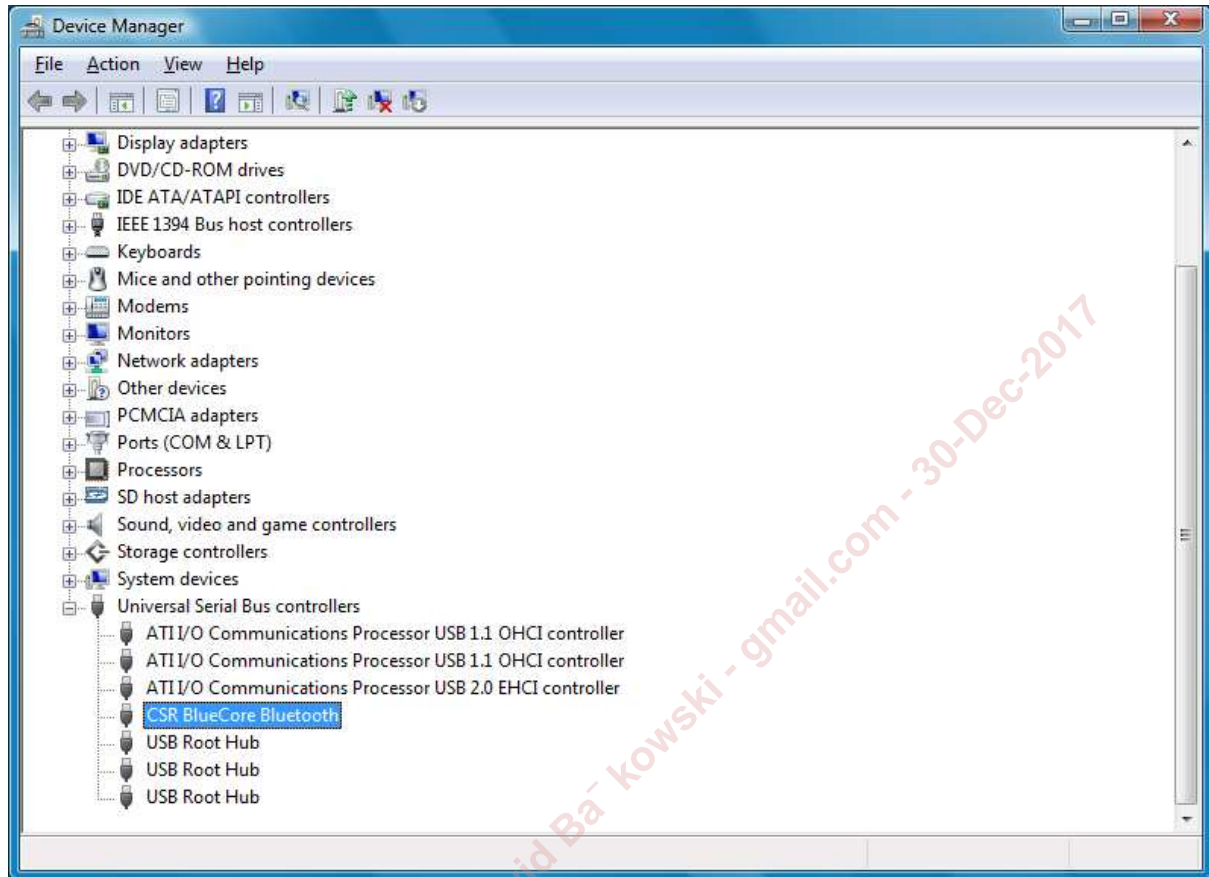 Device Manager
File Action View Help
Display adapters
DVD/CD-ROM drives
IDE ATA/ATAPI controllers
IEEE 1394 Bus host controllers
Keyboards
Mice and other pointing devices
Modems
Monitors
Network adapters
Other devices
PCMCIA adapters
Ports (COM & LPT)
Processors
SD host adapters
Sound, video and game controllers
Storage controllers
System devices
Universal Serial Bus controllers
ATI I/O Communications Processor USB 1.1 OHCI controller
ATI I/O Communications Processor USB 1.1 OHCI controller
ATI I/O Communications Processor USB 2.0 EHCI controller
CSR BlueCore Bluetooth
USB Root Hub
USB Root Hub
USB Root Hub
kowski - gmail.com - 30-Dec-2017